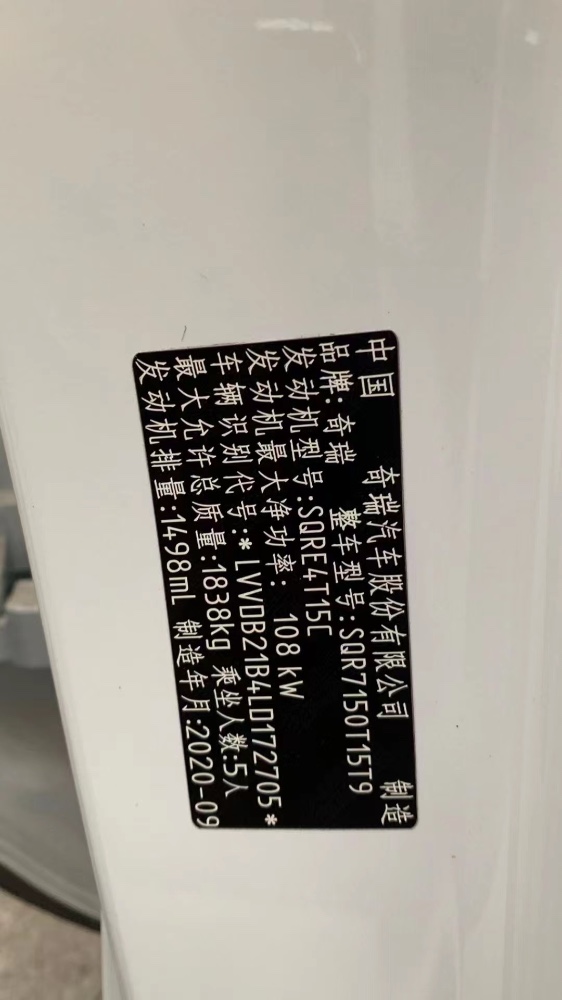 中国 奇瑞汽车股份有限公司 制造
品牌: 奇瑞 整车型号:SQR7150T15T9
发动机型号:SQRE4T15C
发动机最大净功率: 108 kW
车辆识别代号:*LVVDB21B4LD172705*
最大允许总质量:1838kg 乘坐人数:5人
发动机排量:1498mL 制造年月:2020-09